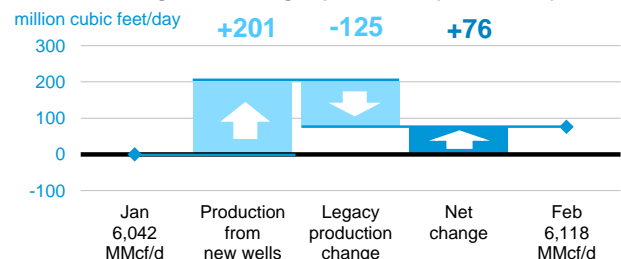 million cubic feet/day
+201 -125 +76
300
200
100
0
-100
Jan Production Legacy Net Feb
6,042 from production change 6,118
MMcf/d new wells change MMcf/d